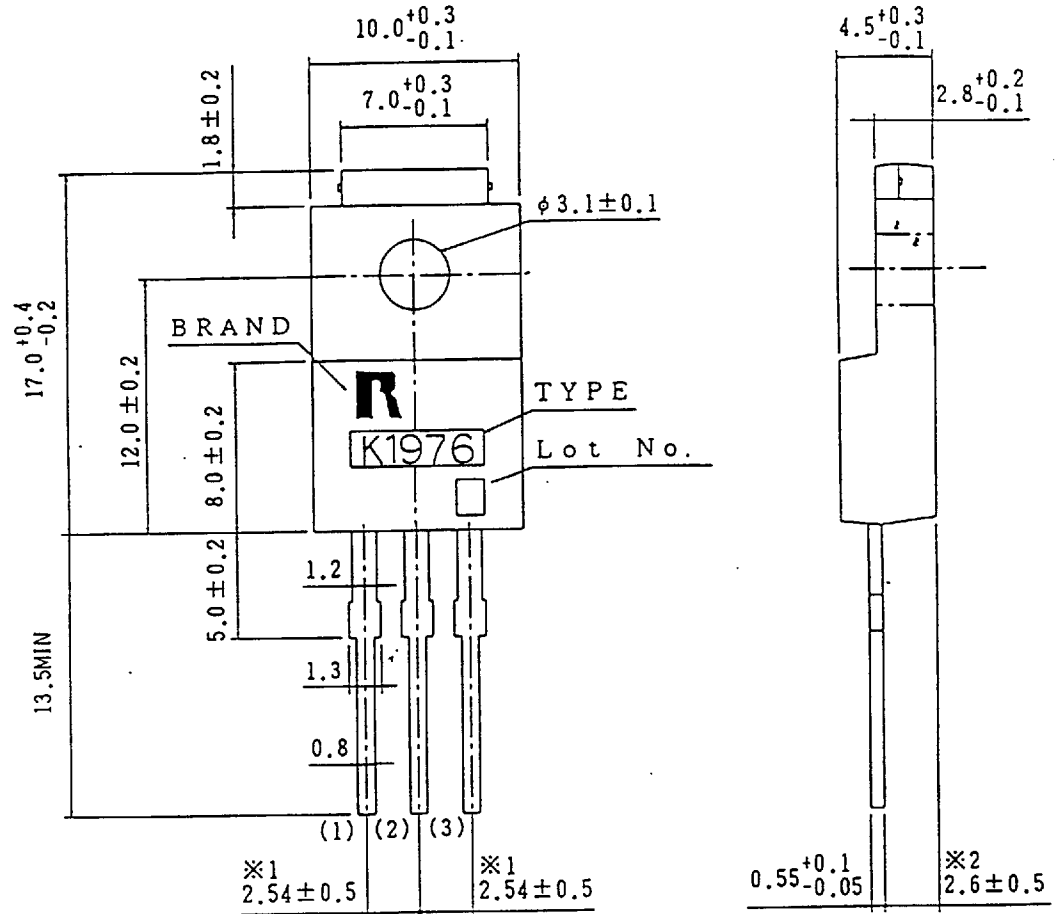 10.0+0.3-0.1
4.5+0.3-0.1
7.0+0.3-0.1
2.8+0.2-0.1
1.8±0.2
φ3.1±0.1
17.0+0.4-0.2
12.0±0.2
BRAND
R
TYPE
K1976
Lot No.
8.0±0.2
5.0±0.2
1.2
13.5MIN
1.3
0.8
(1) (2) (3)
※1
2.54±0.5
※1
2.54±0.5
0.55+0.1-0.05
※2
2.6±0.5